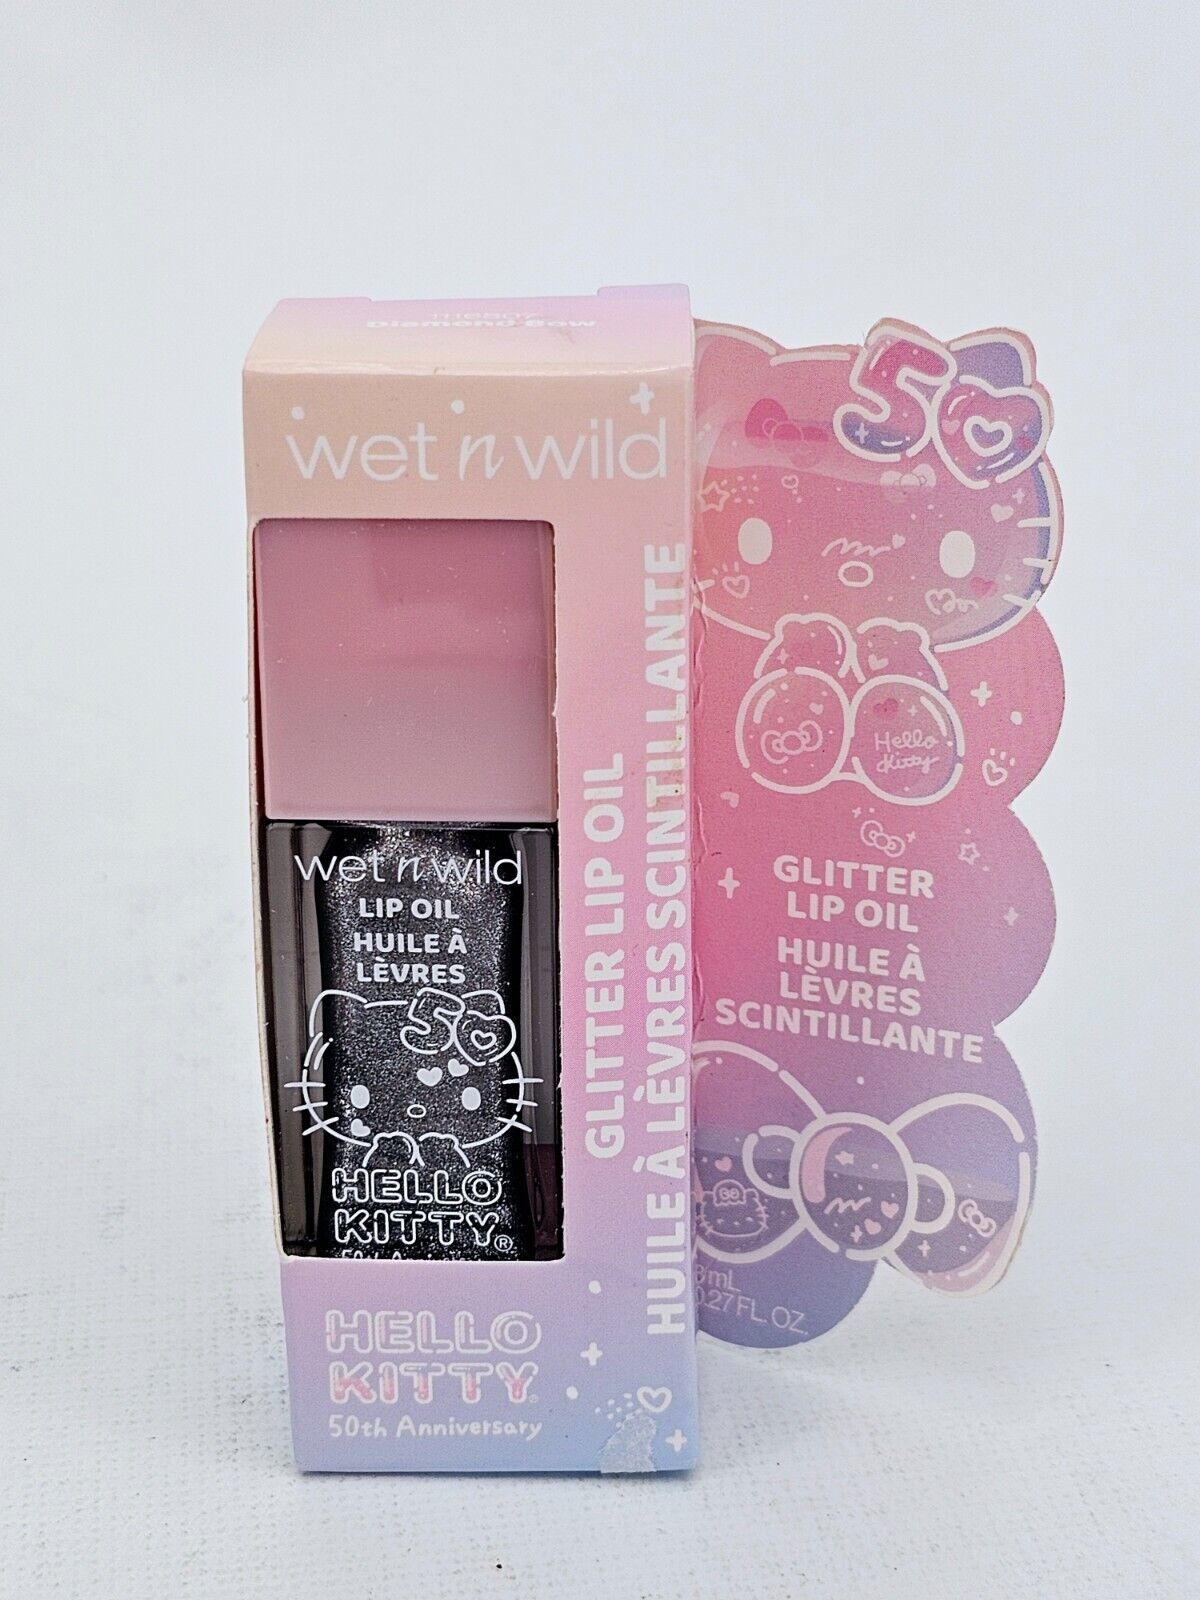 Diamond Bow
wet n wild
wet n wild
LIP OIL
HUILE À
LÈVRES
50
HELLO
KITTY®
HELLO
KITTY
50th Anniversary
GLITTER LIP OIL
HUILE À LÈVRES SCINTILLANTE
50
Hello
Kitty
GLITTER
LIP OIL
HUILE À
LÈVRES
SCINTILLANTE
mL
0.27 FL. OZ.